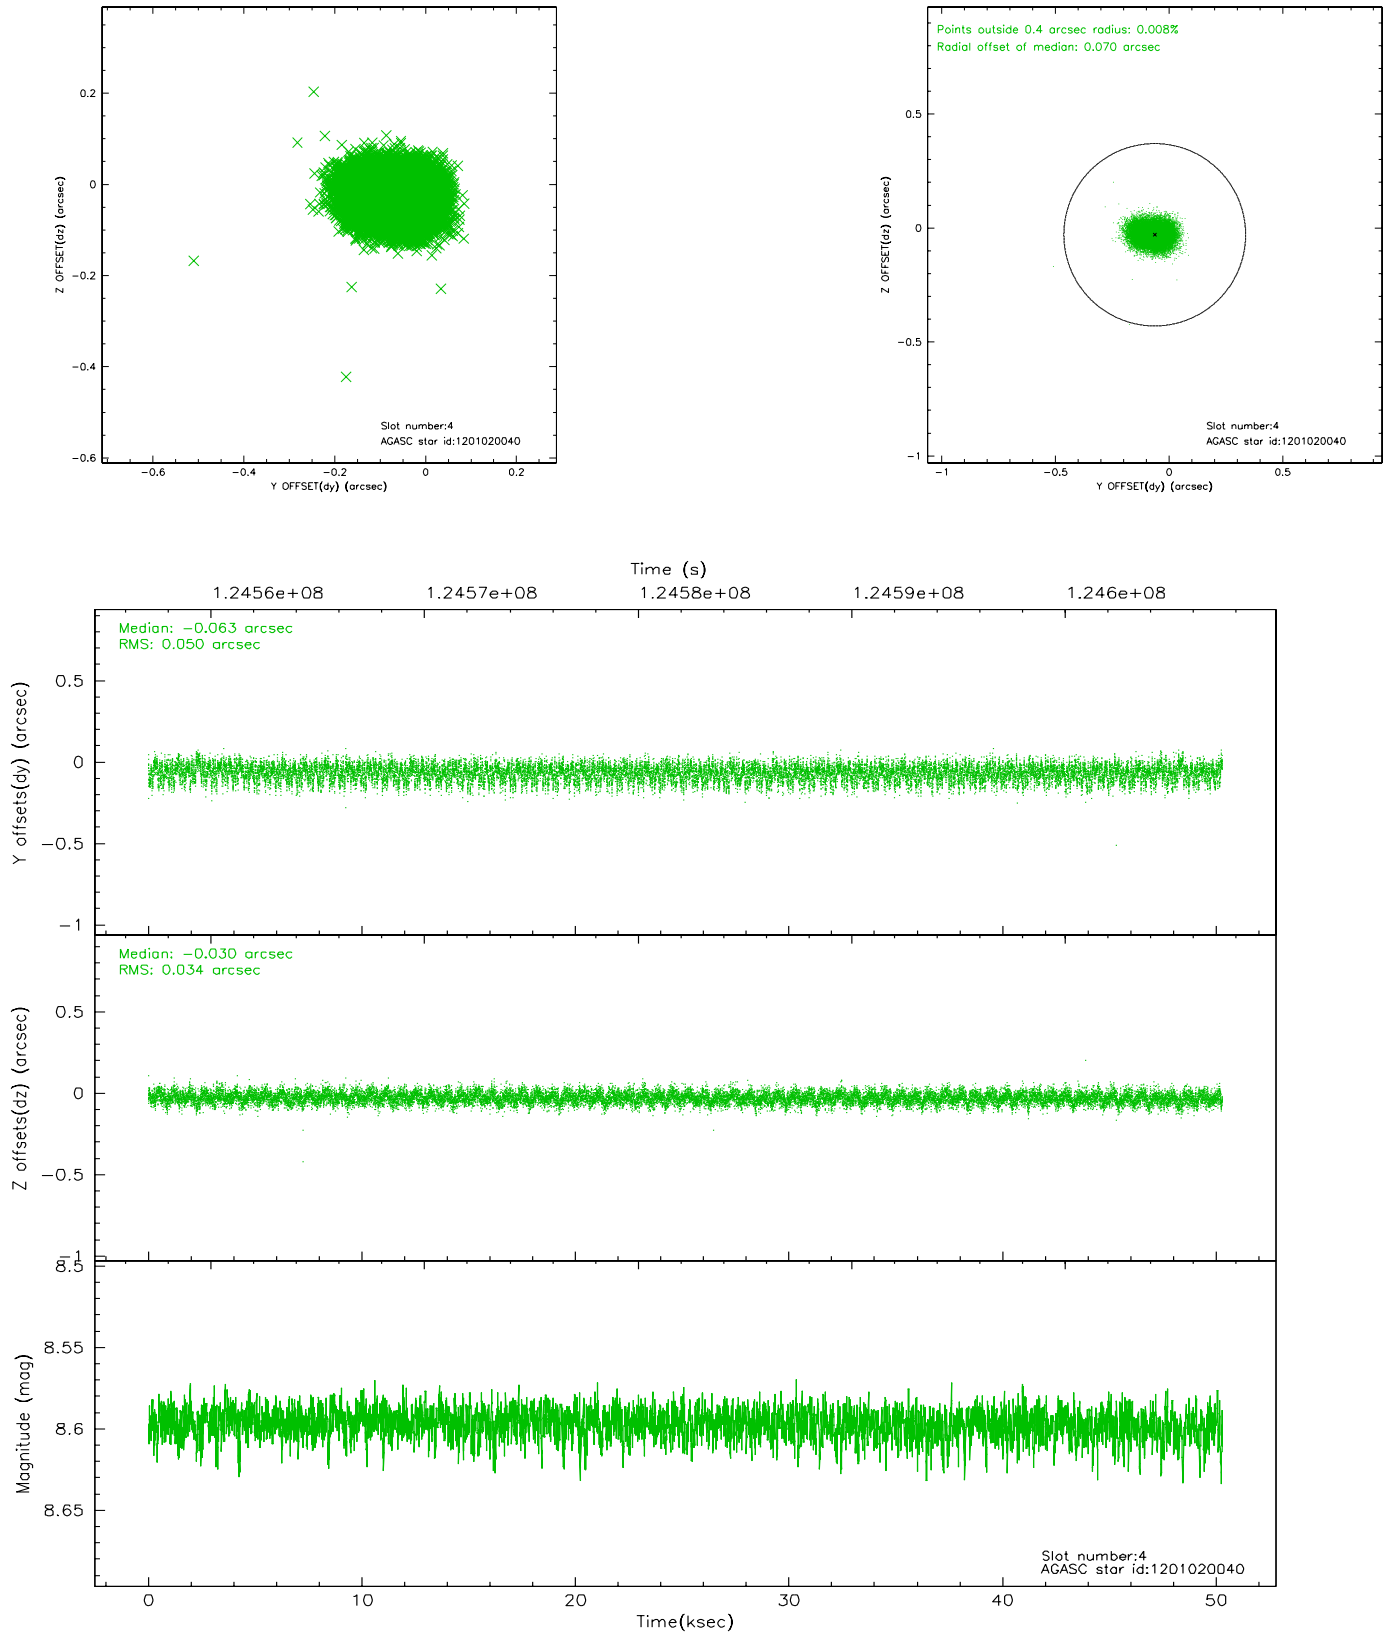 0.2
0
−0.2
−0.4
−0.6
Z OFFSET(dz) (arcsec)
Slot number:4
AGASC star id:1201020040
−0.6 −0.4 −0.2 0 0.2
Y OFFSET(dy) (arcsec)
Points outside 0.4 arcsec radius: 0.008%
Radial offset of median: 0.070 arcsec
0.5
0
−0.5
−1
Z OFFSET(dz) (arcsec)
Slot number:4
AGASC star id:1201020040
−1 −0.5 0 0.5
Y OFFSET(dy) (arcsec)
Time (s)
1.2456e+08 1.2457e+08 1.2458e+08 1.2459e+08 1.246e+08
Median: −0.063 arcsec
RMS: 0.050 arcsec
0.5
0
−0.5
−1
Y offsets(dy) (arcsec)
Median: −0.030 arcsec
RMS: 0.034 arcsec
0.5
0
−0.5
−1
Z offsets(dz) (arcsec)
8.5
8.55
8.6
8.65
Magnitude (mag)
Slot number:4
AGASC star id:1201020040
0 10 20 30 40 50
Time(ksec)